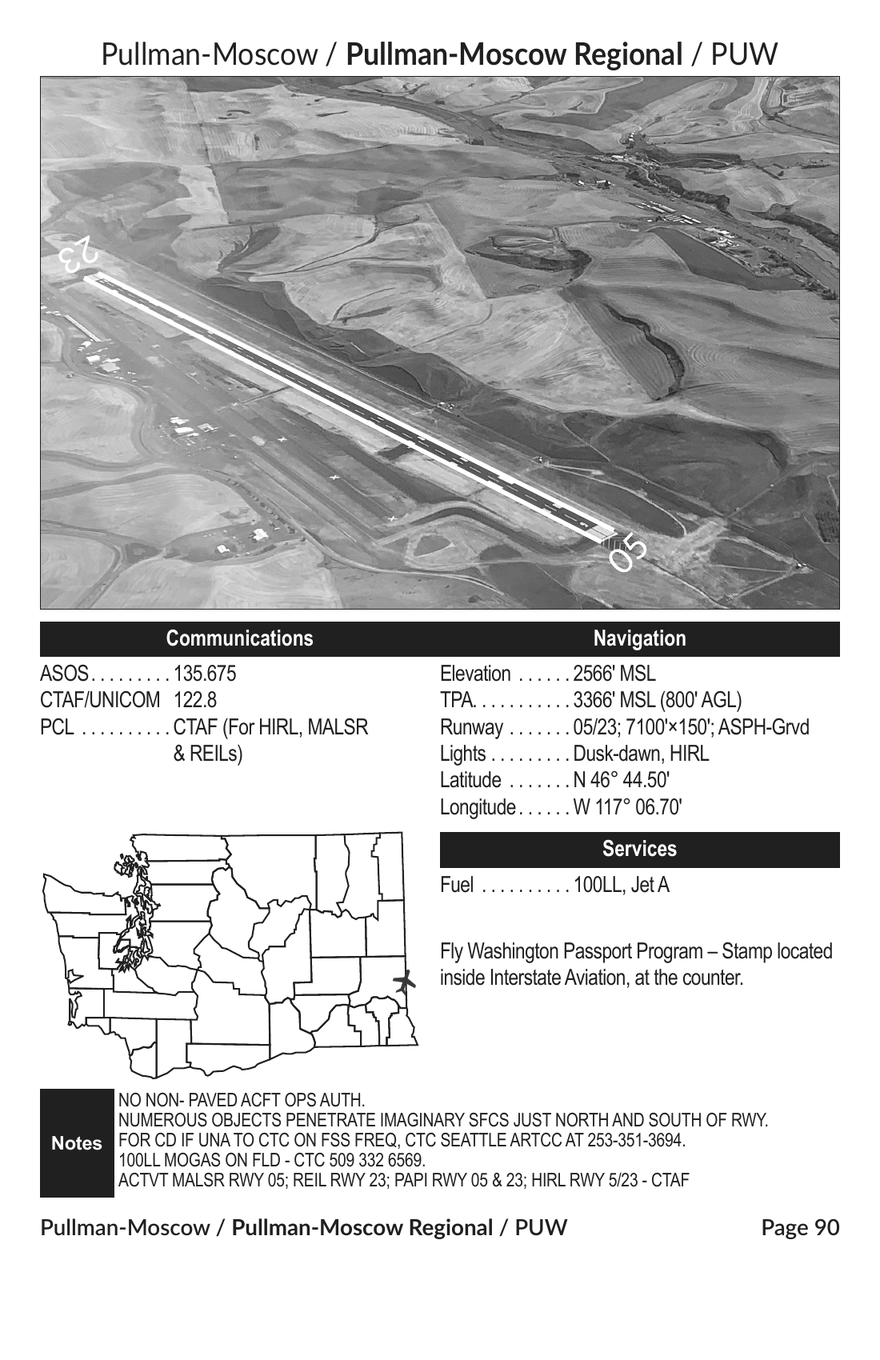 Pullman-Moscow / Pullman-Moscow Regional / PUW
23
05
Communications
ASOS. . . . . . . . . 135.675
CTAF/UNICOM 122.8
PCL . . . . . . . . . . CTAF (For HIRL, MALSR
& REILs)
Navigation
Elevation . . . . . . 2566' MSL
TPA. . . . . . . . . . . 3366' MSL (800' AGL)
Runway . . . . . . . 05/23; 7100'×150'; ASPH-Grvd
Lights . . . . . . . . . Dusk-dawn, HIRL
Latitude . . . . . . . N 46° 44.50'
Longitude . . . . . . W 117° 06.70'
Services
Fuel . . . . . . . . . . 100LL, Jet A
Fly Washington Passport Program – Stamp located
inside Interstate Aviation, at the counter.
Notes
NO NON- PAVED ACFT OPS AUTH.
NUMEROUS OBJECTS PENETRATE IMAGINARY SFCS JUST NORTH AND SOUTH OF RWY.
FOR CD IF UNA TO CTC ON FSS FREQ, CTC SEATTLE ARTCC AT 253-351-3694.
100LL MOGAS ON FLD - CTC 509 332 6569.
ACTVT MALSR RWY 05; REIL RWY 23; PAPI RWY 05 & 23; HIRL RWY 5/23 - CTAF
Pullman-Moscow / Pullman-Moscow Regional / PUW Page 90